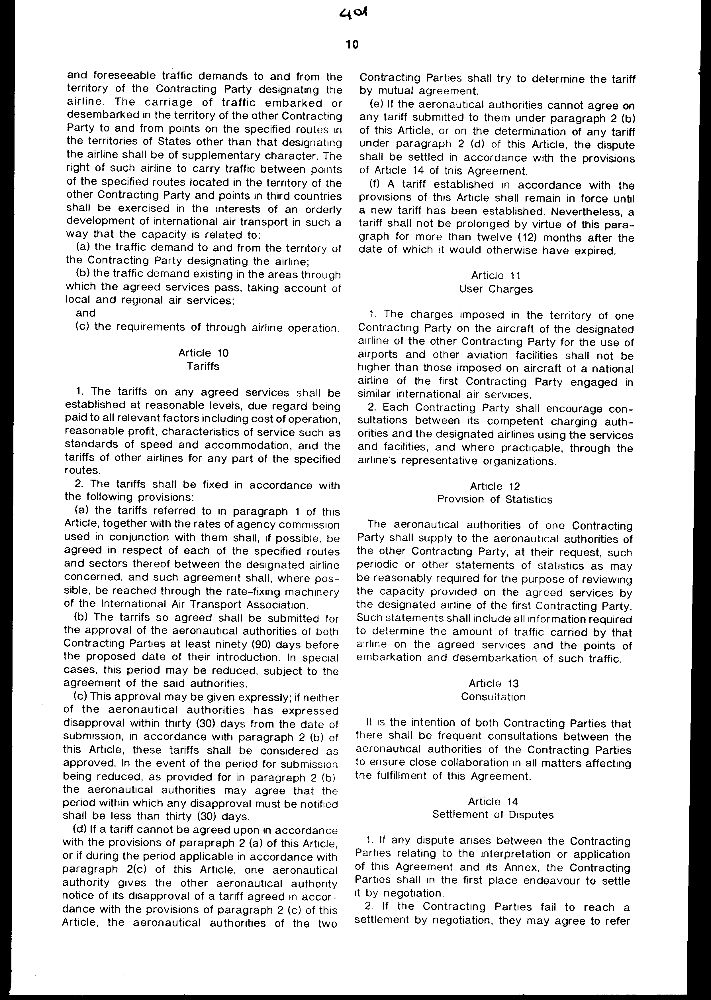 401
10
and foreseeable traffic demands to and from the
territory of the Contracting Party designating the
airline. The carriage of traffic embarked or
desembarked in the territory of the other Contracting
Party to and from points on the specified routes in
the territories of States other than that designating
the airline shall be of supplementary character. The
right of such airline to carry traffic between points
of the specified routes located in the territory of the
other Contracting Party and points in third countries
shall be exercised in the interests of an orderly
development of international air transport in such a
way that the capacity is related to:
(a) the traffic demand to and from the territory of
the Contracting Party designating the airline;
(b) the traffic demand existing in the areas through
which the agreed services pass, taking account of
local and regional air services;
and
(c) the requirements of through airline operation.
Article 10
Tariffs
1. The tariffs on any agreed services shall be
established at reasonable levels, due regard being
paid to all relevant factors including cost of operation,
reasonable profit, characteristics of service such as
standards of speed and accommodation, and the
tariffs of other airlines for any part of the specified
routes.
2. The tariffs shall be fixed in accordance with
the following provisions:
(a) the tariffs referred to in paragraph 1 of this
Article, together with the rates of agency commission
used in conjunction with them shall, if possible, be
agreed in respect of each of the specified routes
and sectors thereof between the designated airline
concerned, and such agreement shall, where pos-
sible, be reached through the rate-fixing machinery
of the International Air Transport Association.
(b) The tarrifs so agreed shall be submitted for
the approval of the aeronautical authorities of both
Contracting Parties at least ninety (90) days before
the proposed date of their introduction. In special
cases, this period may be reduced, subject to the
agreement of the said authorities.
(c) This approval may be given expressly; if neither
of the aeronautical authorities has expressed
disapproval within thirty (30) days from the date of
submission, in accordance with paragraph 2 (b) of
this Article, these tariffs shall be considered as
approved. In the event of the period for submission
being reduced, as provided for in paragraph 2 (b),
the aeronautical authorities may agree that the
period within which any disapproval must be notified
shall be less than thirty (30) days.
(d) If a tariff cannot be agreed upon in accordance
with the provisions of parapraph 2 (a) of this Article,
or if during the period applicable in accordance with
paragraph 2(c) of this Article, one aeronautical
authority gives the other aeronautical authority
notice of its disapproval of a tariff agreed in accor-
dance with the provisions of paragraph 2 (c) of this
Article, the aeronautical authorities of the two
Contracting Parties shall try to determine the tariff
by mutual agreement.
(e) If the aeronautical authorities cannot agree on
any tariff submitted to them under paragraph 2 (b)
of this Article, or on the determination of any tariff
under paragraph 2 (d) of this Article, the dispute
shall be settled in accordance with the provisions
of Article 14 of this Agreement.
(f) A tariff established in accordance with the
provisions of this Article shall remain in force until
a new tariff has been established. Nevertheless, a
tariff shall not be prolonged by virtue of this para-
graph for more than twelve (12) months after the
date of which it would otherwise have expired.
Article 11
User Charges
1. The charges imposed in the territory of one
Contracting Party on the aircraft of the designated
airline of the other Contracting Party for the use of
airports and other aviation facilities shall not be
higher than those imposed on aircraft of a national
airline of the first Contracting Party engaged in
similar international air services.
2. Each Contracting Party shall encourage con-
sultations between its competent charging auth-
orities and the designated airlines using the services
and facilities, and where practicable, through the
airline's representative organizations.
Article 12
Provision of Statistics
The aeronautical authorities of one Contracting
Party shall supply to the aeronautical authorities of
the other Contracting Party, at their request, such
periodic or other statements of statistics as may
be reasonably required for the purpose of reviewing
the capacity provided on the agreed services by
the designated airline of the first Contracting Party.
Such statements shall include all information required
to determine the amount of traffic carried by that
airline on the agreed services and the points of
embarkation and desembarkation of such traffic.
Article 13
Consultation
It is the intention of both Contracting Parties that
there shall be frequent consultations between the
aeronautical authorities of the Contracting Parties
to ensure close collaboration in all matters affecting
the fulfillment of this Agreement.
Article 14
Settlement of Disputes
1. If any dispute arises between the Contracting
Parties relating to the interpretation or application
of this Agreement and its Annex, the Contracting
Parties shall in the first place endeavour to settle
it by negotiation.
2. If the Contracting Parties fail to reach a
settlement by negotiation, they may agree to refer